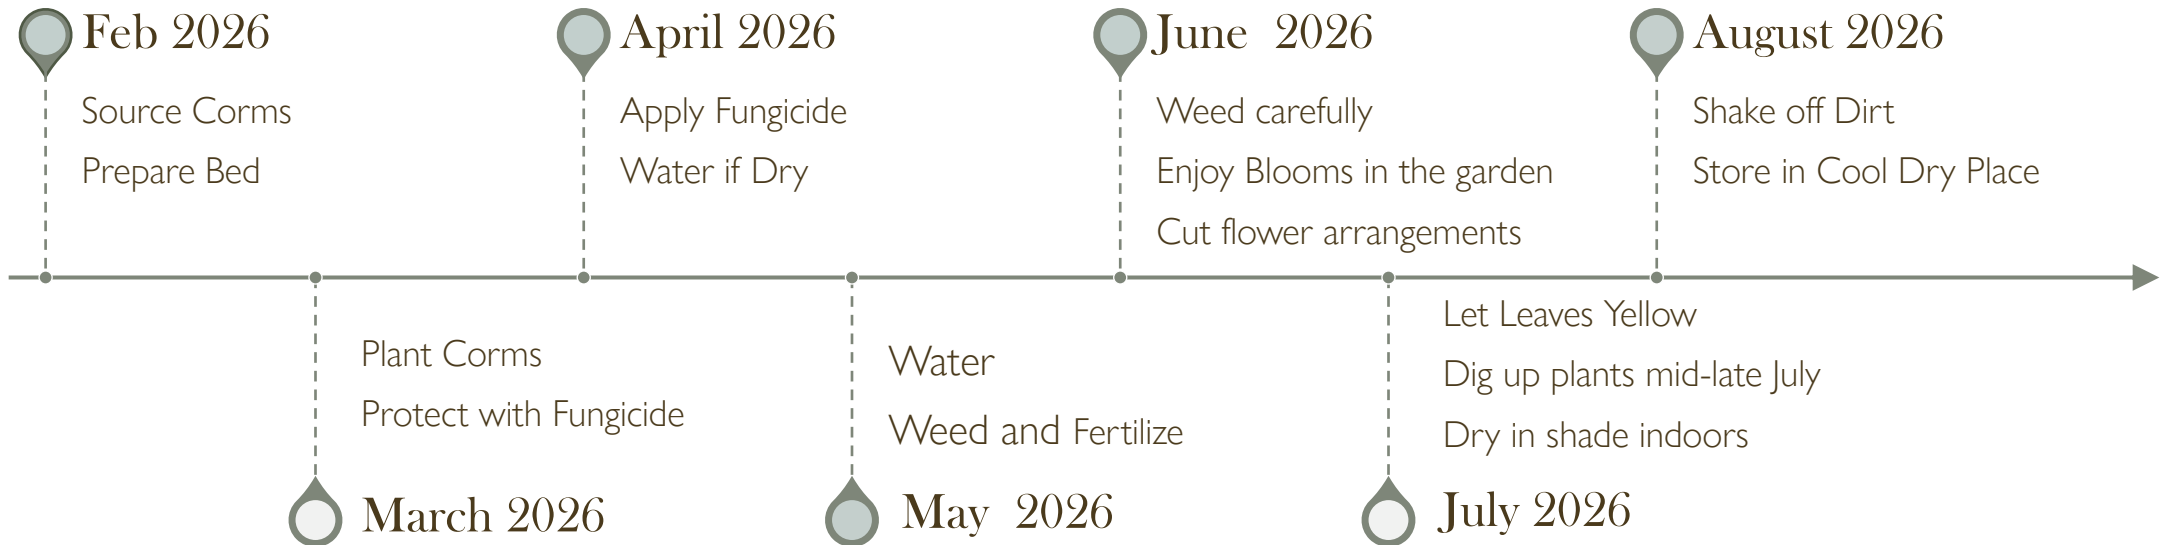 Feb 2026
Source Corms
Prepare Bed
March 2026
Plant Corms
Protect with Fungicide
April 2026
Apply Fungicide
Water if Dry
May 2026
Water
Weed and Fertilize
June 2026
Weed carefully
Enjoy Blooms in the garden
Cut flower arrangements
July 2026
Let Leaves Yellow
Dig up plants mid-late July
Dry in shade indoors
August 2026
Shake off Dirt
Store in Cool Dry Place